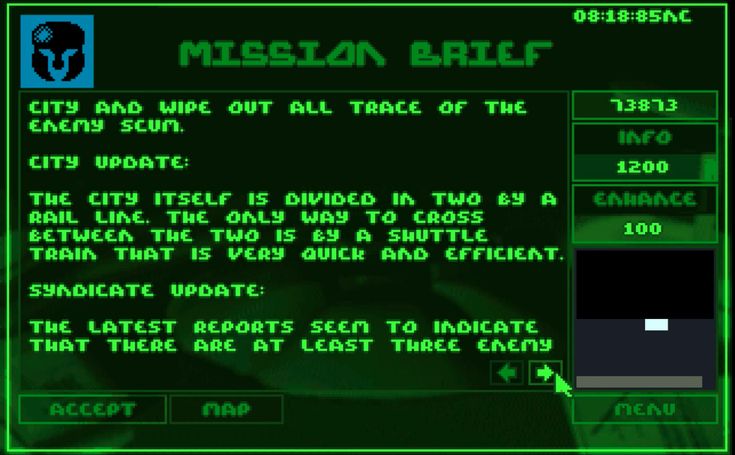 08:18:85NC
MISSION BRIEF
CITY AND WIPE OUT ALL TRACE OF THE
ENEMY SCUM.
CITY UPDATE:
THE CITY ITSELF IS DIVIDED IN TWO BY A
RAIL LINE. THE ONLY WAY TO CROSS
BETWEEN THE TWO IS BY A SHUTTLE
TRAIN THAT IS VERY QUICK AND EFFICIENT.
SYNDICATE UPDATE:
THE LATEST REPORTS SEEM TO INDICATE
THAT THERE ARE AT LEAST THREE ENEMY
73873
INFO
1200
ENHANCE
100
ACCEPT
MAP
MENU